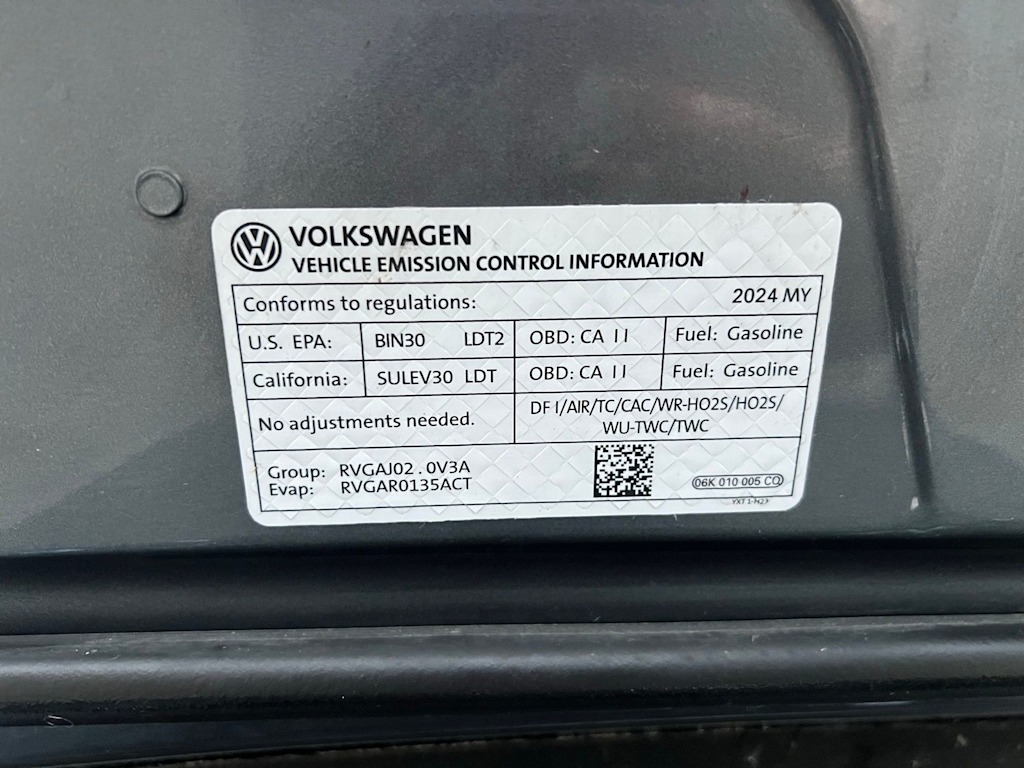 VOLKSWAGEN
VEHICLE EMISSION CONTROL INFORMATION
Conforms to regulations: 2024 MY
U.S. EPA: BIN30 LDT2 OBD: CA II Fuel: Gasoline
California: SULEV30 LDT OBD: CA II Fuel: Gasoline
No adjustments needed. DFI/AIR/TC/CAC/WR-HO2S/HO2S/
WU-TWC/TWC
Group: RVGAJ02.0V3A
Evap: RVGAR0135ACT
06K 010 005 CQ